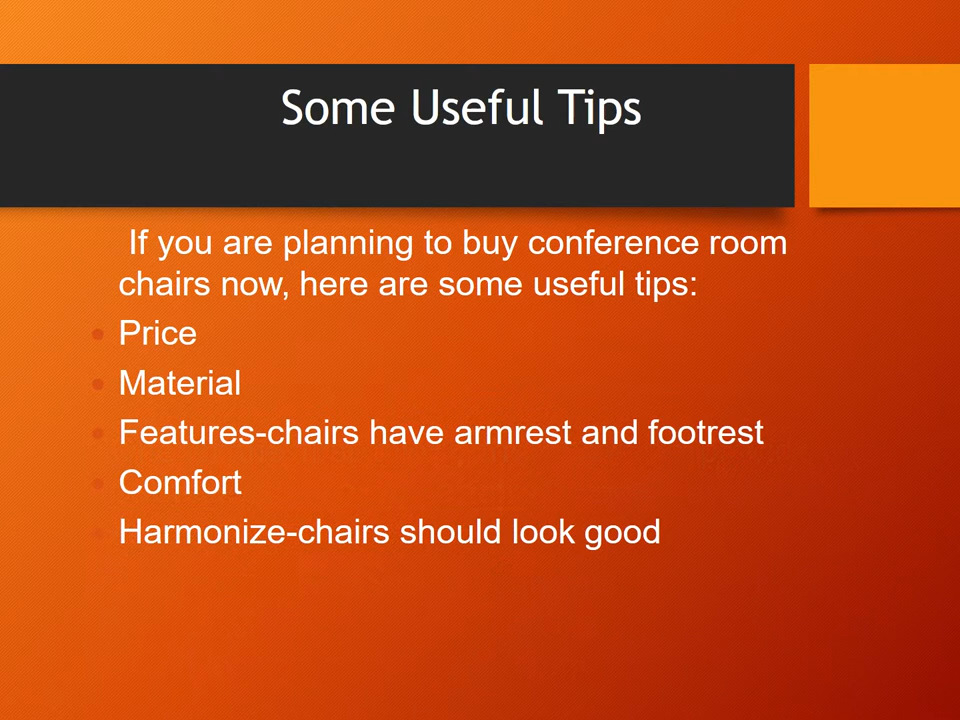 Some Useful Tips
If you are planning to buy conference room
chairs now, here are some useful tips:
Price
Material
Features-chairs have armrest and footrest
Comfort
Harmonize-chairs should look good